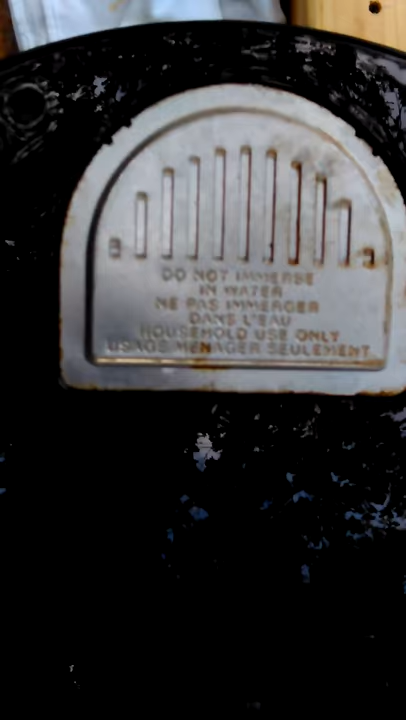 DO NOT IMMERSE
IN WATER
NE PAS IMMERGER
DANS L'EAU
HOUSEHOLD USE ONLY
USAGE MENAGER SEULEMENT